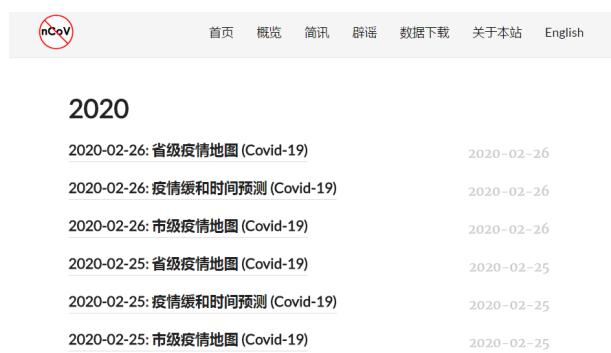 nCoV 首页 概览 简讯 辟谣 数据下载 关于本站 English
2020
2020-02-26: 省级疫情地图 (Covid-19) 2020-02-26
2020-02-26: 疫情缓和时间预测 (Covid-19) 2020-02-26
2020-02-26: 市级疫情地图 (Covid-19) 2020-02-26
2020-02-25: 省级疫情地图 (Covid-19) 2020-02-25
2020-02-25: 疫情缓和时间预测 (Covid-19) 2020-02-25
2020-02-25: 市级疫情地图 (Covid-19) 2020-02-25